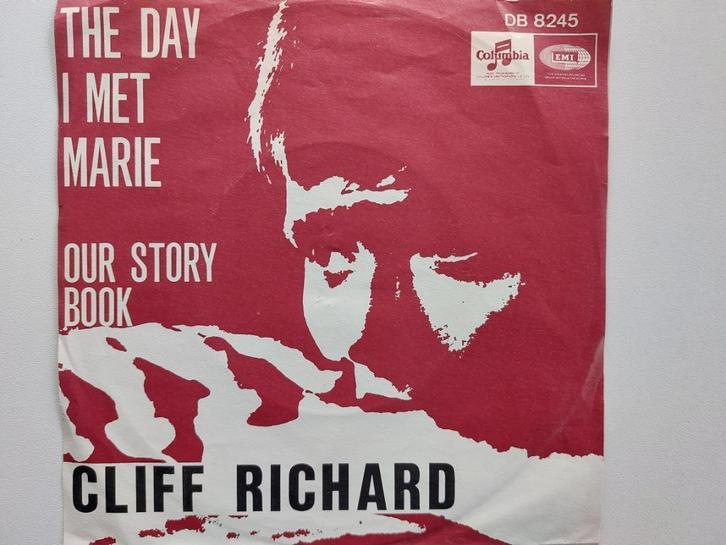 THE DAY
I MET
MARIE
DB 8245
Columbia
EMI
OUR STORY
BOOK
CLIFF RICHARD